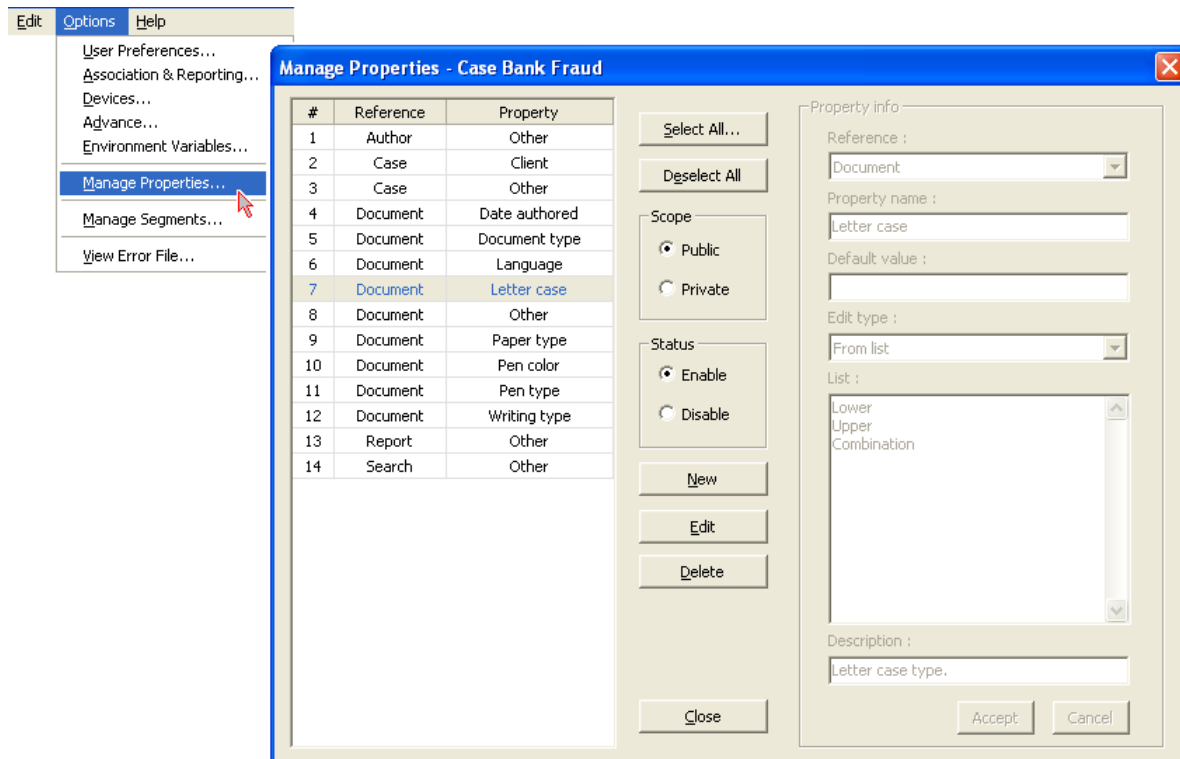 Edit Options Help
User Preferences...
Association & Reporting...
Devices...
Advance...
Environment Variables...
Manage Properties...
Manage Segments...
View Error File...
Manage Properties - Case Bank Fraud
# Reference Property
1 Author Other
2 Case Client
3 Case Other
4 Document Date authored
5 Document Document type
6 Document Language
7 Document Letter case
8 Document Other
9 Document Paper type
10 Document Pen color
11 Document Pen type
12 Document Writing type
13 Report Other
14 Search Other
Select All...
Deselect All
Scope
Public
Private
Status
Enable
Disable
New
Edit
Delete
Close
Property info
Reference :
Document
Property name :
Letter case
Default value :
Edit type :
From list
List :
Lower
Upper
Combination
Description :
Letter case type.
Accept Cancel